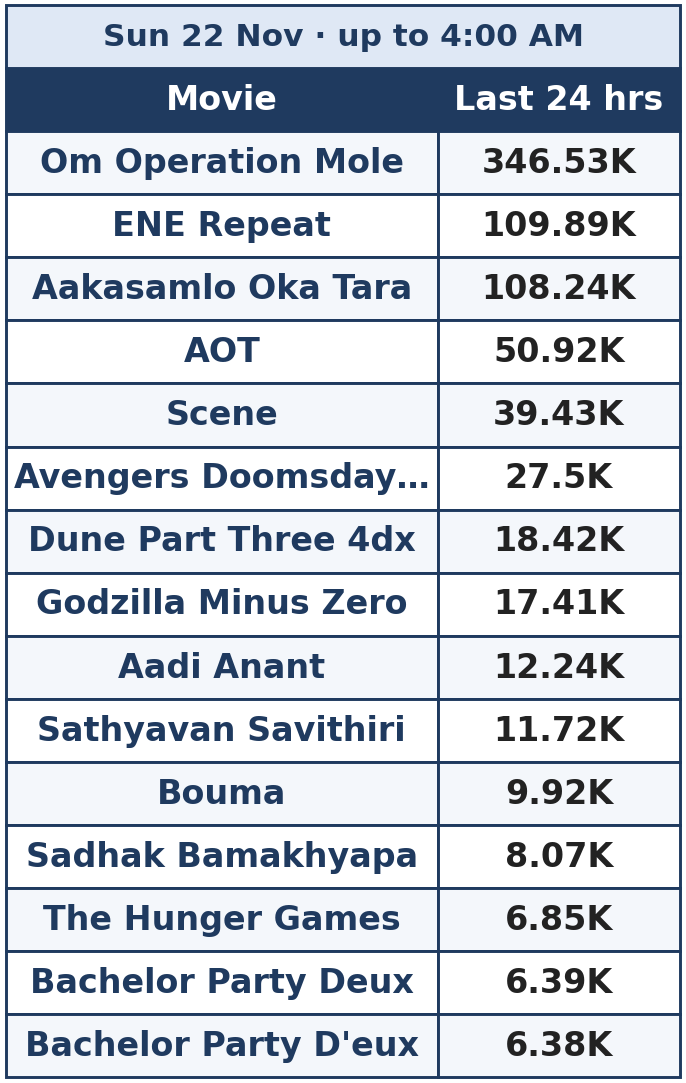 Sun 22 Nov · up to 4:00 AM
Movie Last 24 hrs
Om Operation Mole 346.53K
ENE Repeat 109.89K
Aakasamlo Oka Tara 108.24K
AOT 50.92K
Scene 39.43K
Avengers Doomsday... 27.5K
Dune Part Three 4dx 18.42K
Godzilla Minus Zero 17.41K
Aadi Anant 12.24K
Sathyavan Savithiri 11.72K
Bouma 9.92K
Sadhak Bamakhyapa 8.07K
The Hunger Games 6.85K
Bachelor Party Deux 6.39K
Bachelor Party D'eux 6.38K